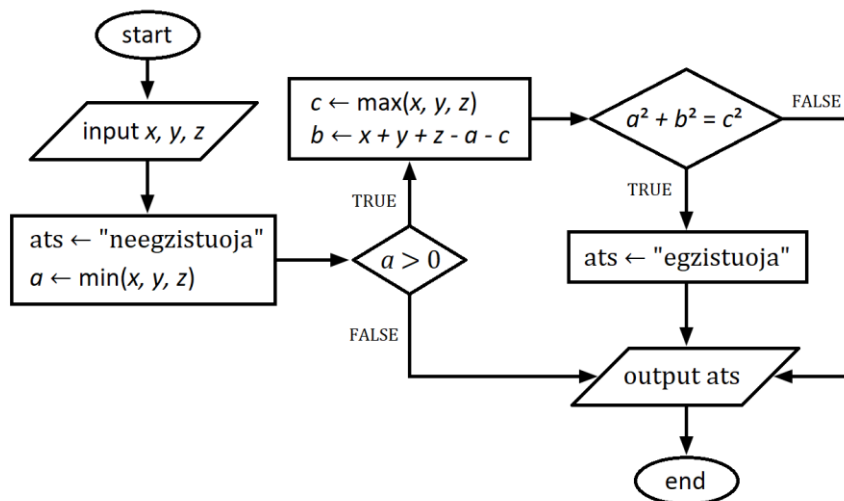 start
input x, y, z
ats ← "neegzistuoja"
a ← min(x, y, z)
a > 0
TRUE
FALSE
c ← max(x, y, z)
b ← x + y + z - a - c
a² + b² = c²
FALSE
TRUE
ats ← "egzistuoja"
output ats
end